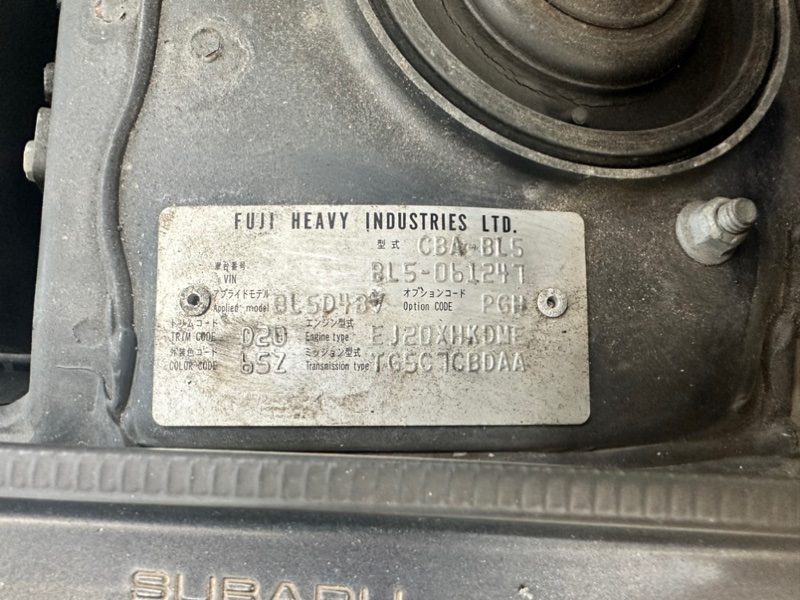 FUJI HEAVY INDUSTRIES LTD.
型式 CBA-BL5
車台番号 VIN BL5-061247
アプライドモデル Applied model BL5D4BV オプションコード Option CODE PGH
トリムコード TRIM CODE D20 エンジン型式 Engine type EJ20XHKDNE
外装色コード COLOR CODE 65Z ミッション型式 Transmission type TG5C7CBDAA
SUBARU